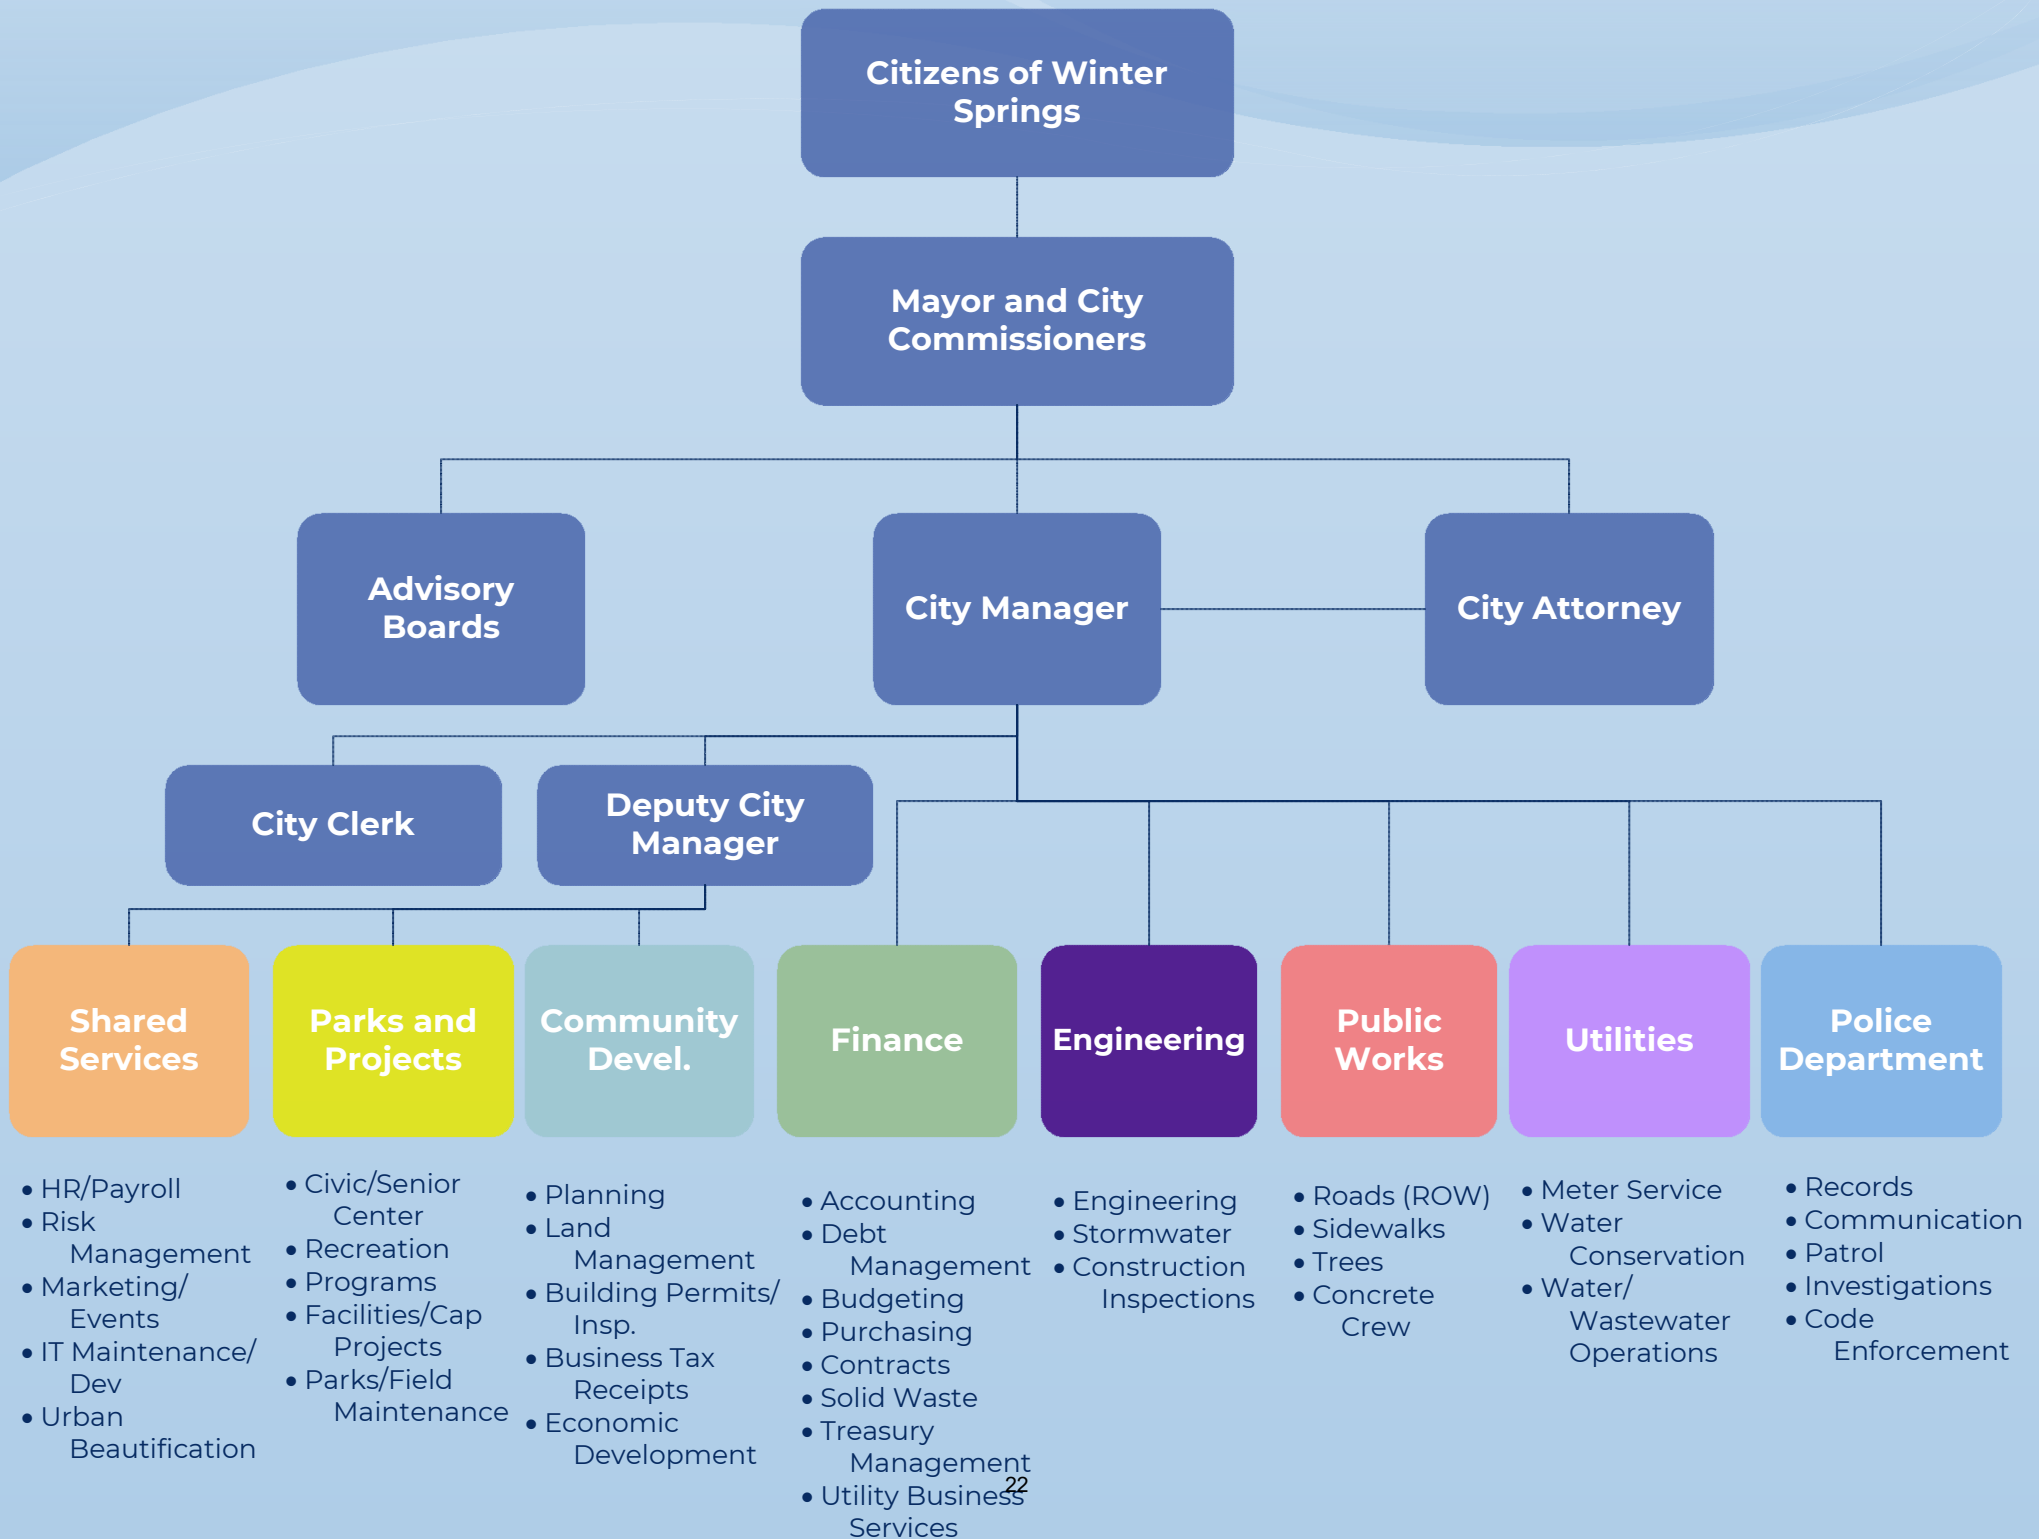 Citizens of Winter
Springs
Mayor and City
Commissioners
Advisory
Boards
City Manager
City Attorney
City Clerk
Deputy City
Manager
Shared
Services
Parks and
Projects
Community
Devel.
Finance
Engineering
Public
Works
Utilities
Police
Department
• HR/Payroll
• Risk
Management
• Marketing/
Events
• IT Maintenance/
Dev
• Urban
Beautification
• Civic/Senior
Center
• Recreation
• Programs
• Facilities/Cap
Projects
• Parks/Field
Maintenance
• Planning
• Land
Management
• Building Permits/
Insp.
• Business Tax
Receipts
• Economic
Development
• Accounting
• Debt
Management
• Budgeting
• Purchasing
• Contracts
• Solid Waste
• Treasury
Management
• Utility Business
Services
• Engineering
• Stormwater
• Construction
Inspections
• Roads (ROW)
• Sidewalks
• Trees
• Concrete
Crew
• Meter Service
• Water
Conservation
• Water/
Wastewater
Operations
• Records
• Communication
• Patrol
• Investigations
• Code
Enforcement
22